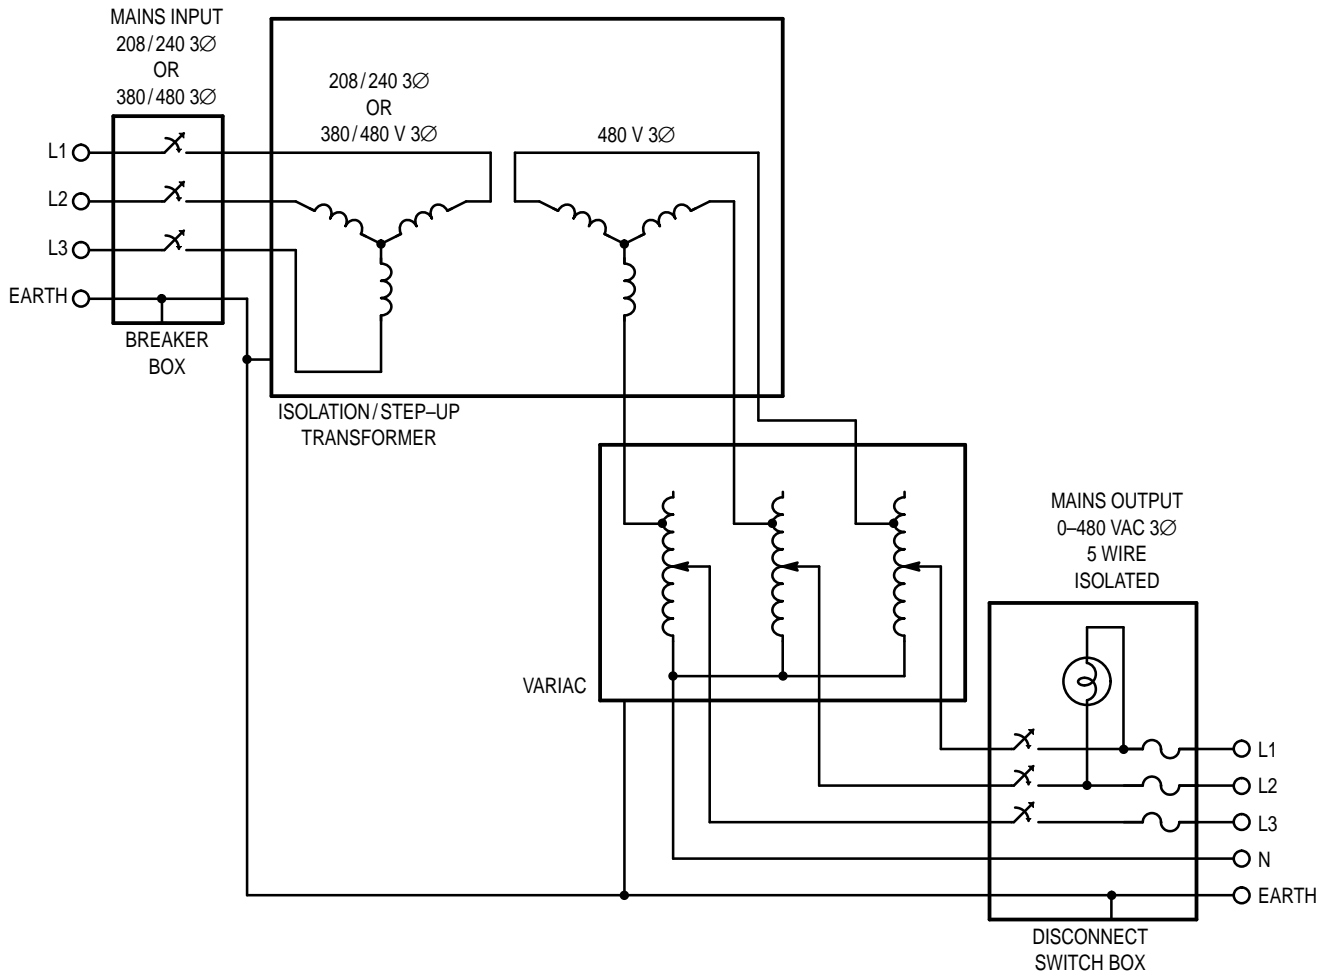 MAINS INPUT
208/240 3∅
OR
380/480 3∅
L1
L2
L3
EARTH
BREAKER
BOX
208/240 3∅
OR
380/480 V 3∅
480 V 3∅
ISOLATION/STEP–UP
TRANSFORMER
VARIAC
MAINS OUTPUT
0–480 VAC 3∅
5 WIRE
ISOLATED
L1
L2
L3
N
EARTH
DISCONNECT
SWITCH BOX